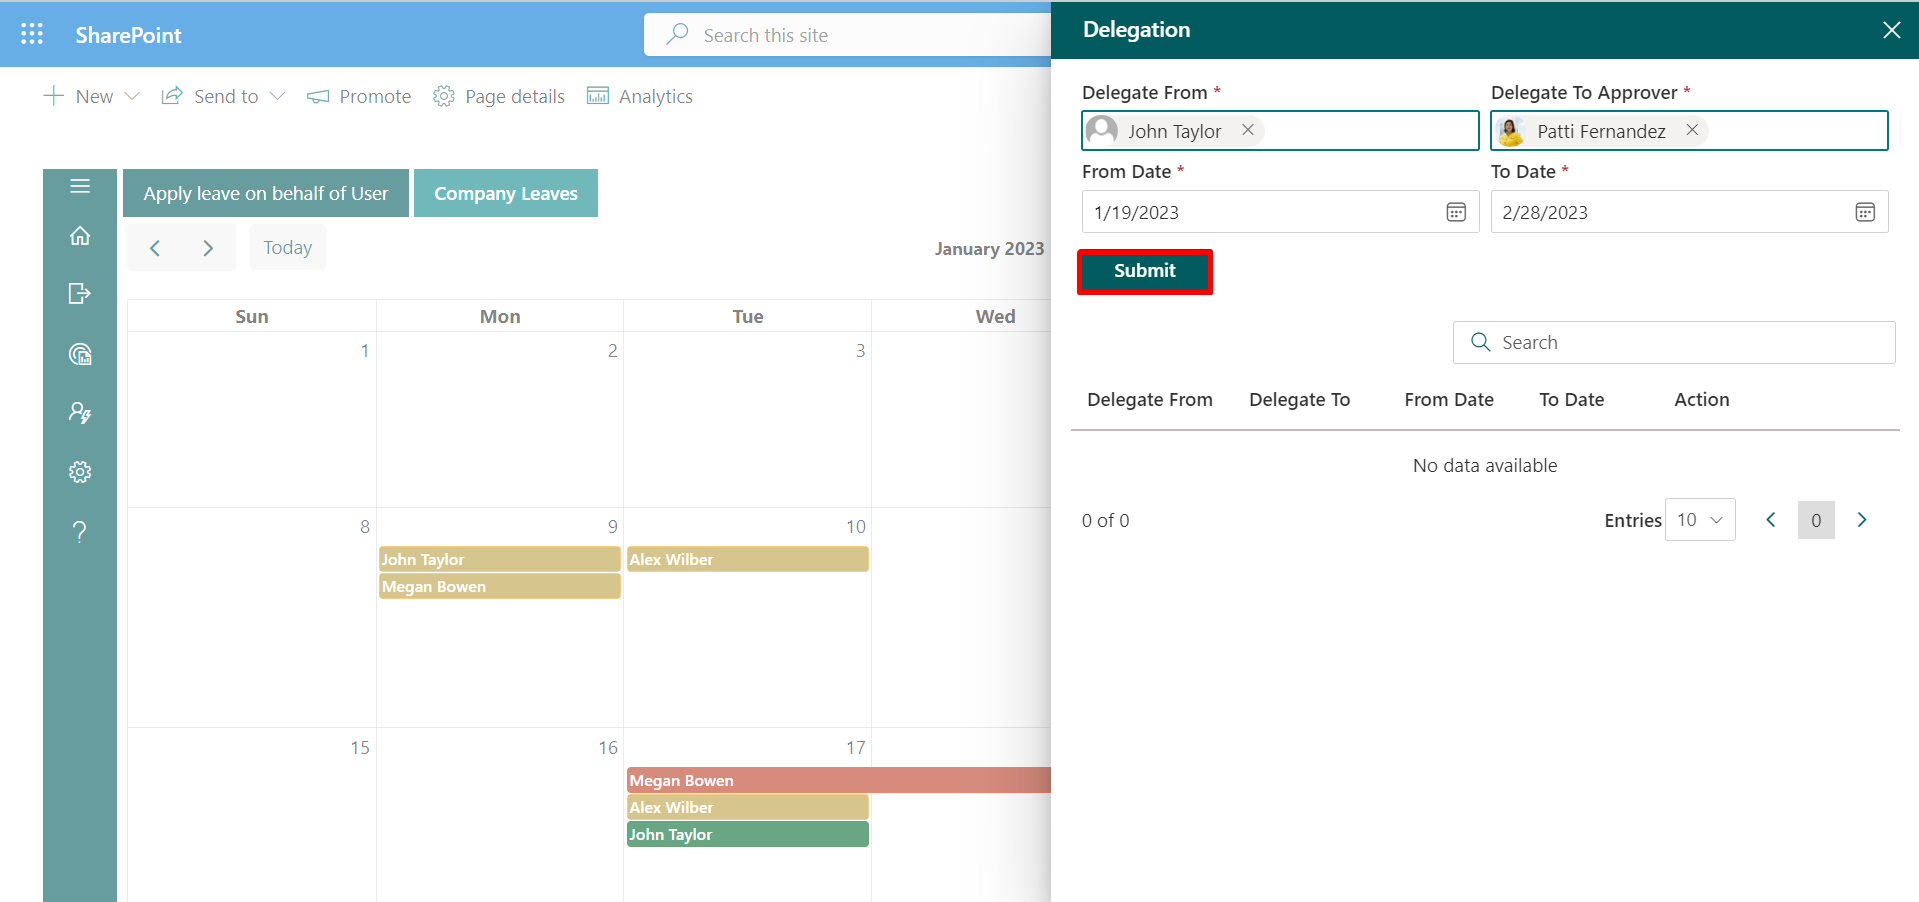 SharePoint
Search this site
New
Send to
Promote
Page details
Analytics
Apply leave on behalf of User
Company Leaves
Today
January 2023
Sun Mon Tue Wed
1 2 3
8 9 10
John Taylor
Alex Wilber
Megan Bowen
15 16 17
Megan Bowen
Alex Wilber
John Taylor
Delegation
Delegate From *
Delegate To Approver *
John Taylor
Patti Fernandez
From Date *
To Date *
1/19/2023
2/28/2023
Submit
Search
Delegate From Delegate To From Date To Date Action
No data available
0 of 0
Entries 10
0